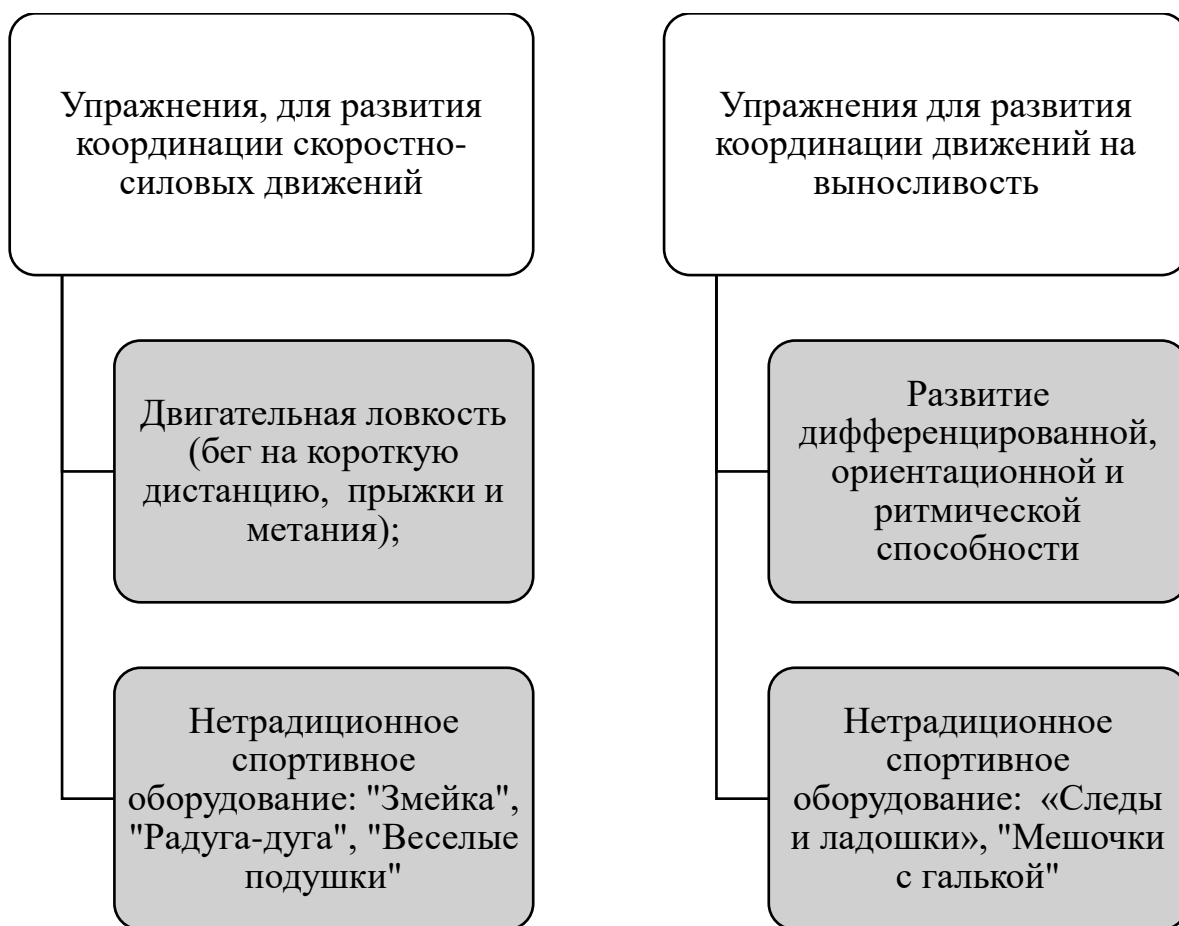 Упражнения, для развития
координации скоростно-
силовых движений
Двигательная ловкость
(бег на короткую
дистанцию, прыжки и
метания);
Нетрадиционное
спортивное
оборудование: "Змейка",
"Радуга-дуга", "Веселые
подушки"
Упражнения для развития
координации движений на
выносливость
Развитие
дифференцированной,
ориентационной и
ритмической
способности
Нетрадиционное
спортивное
оборудование: «Следы
и ладошки», "Мешочки
с галькой"